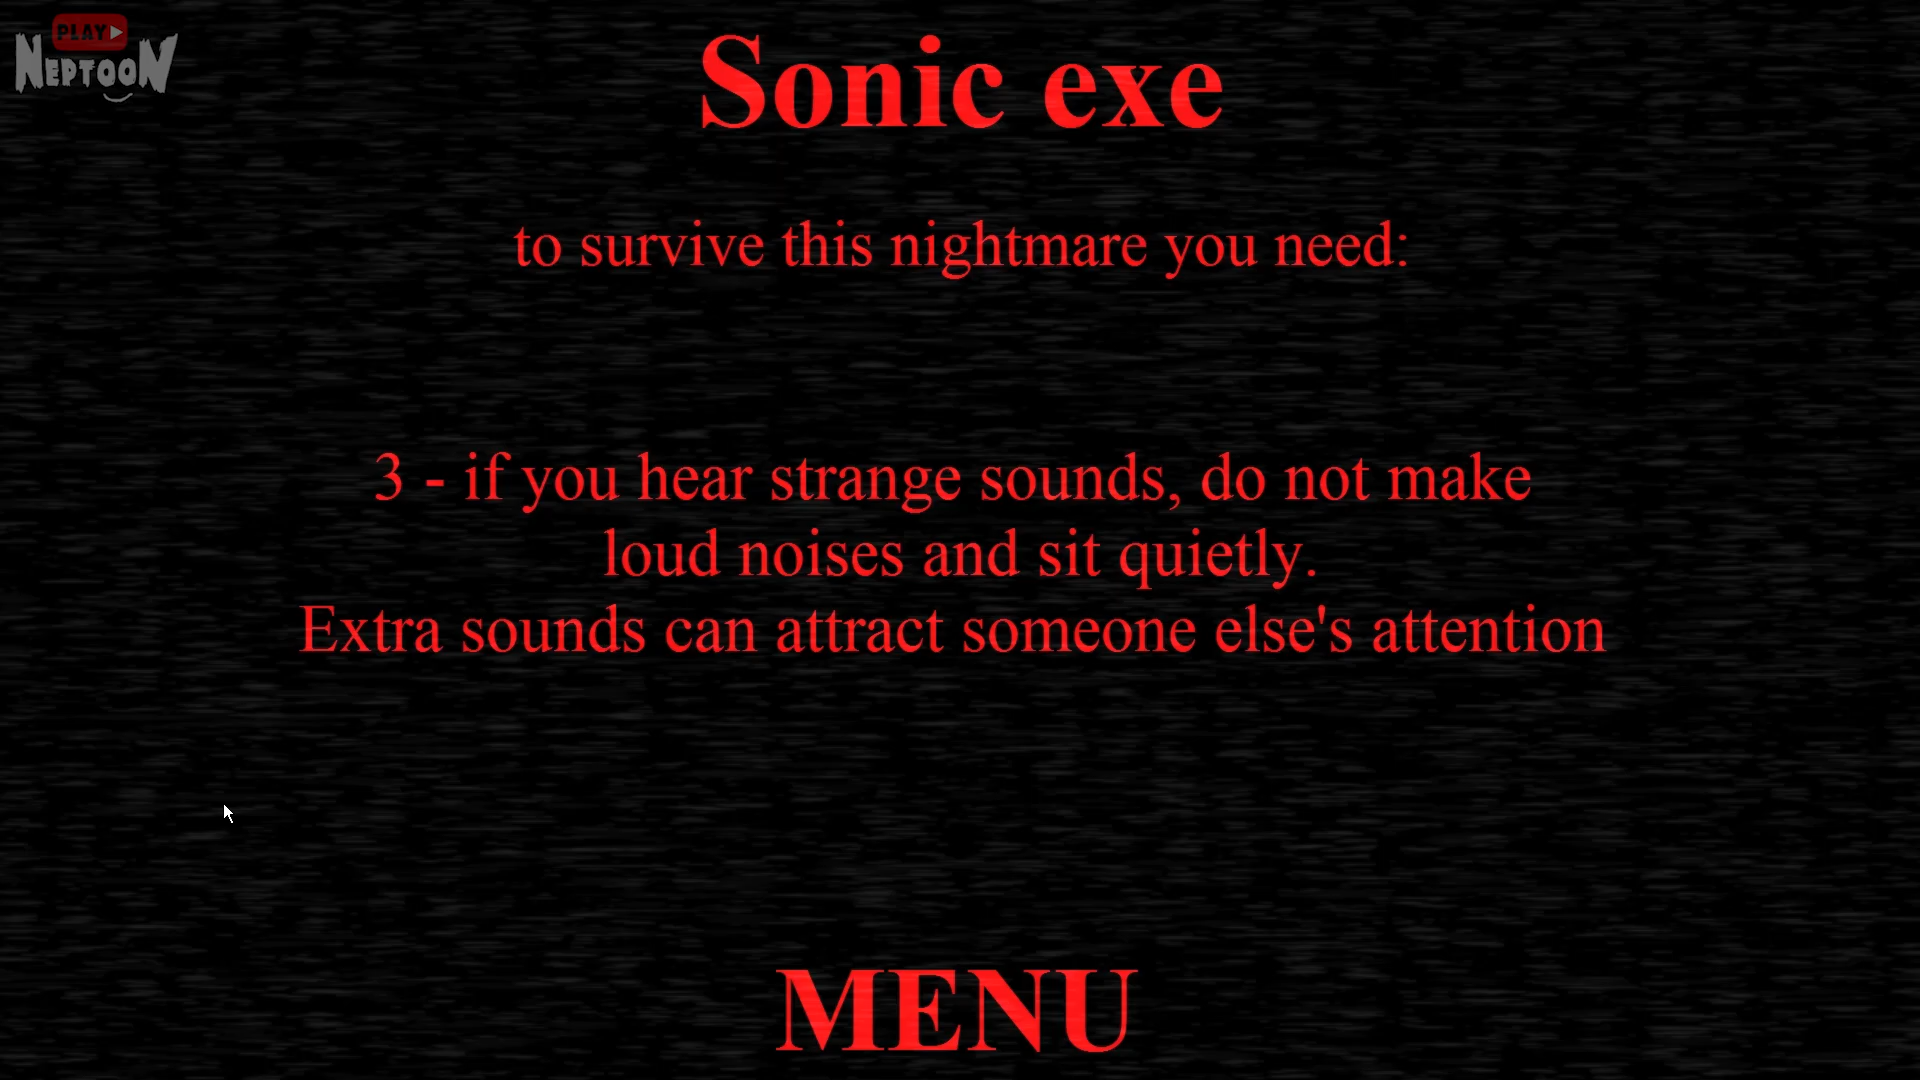 PLAY
NEPTOON
Sonic exe
to survive this nightmare you need:
3 - if you hear strange sounds, do not make
loud noises and sit quietly.
Extra sounds can attract someone else's attention
MENU